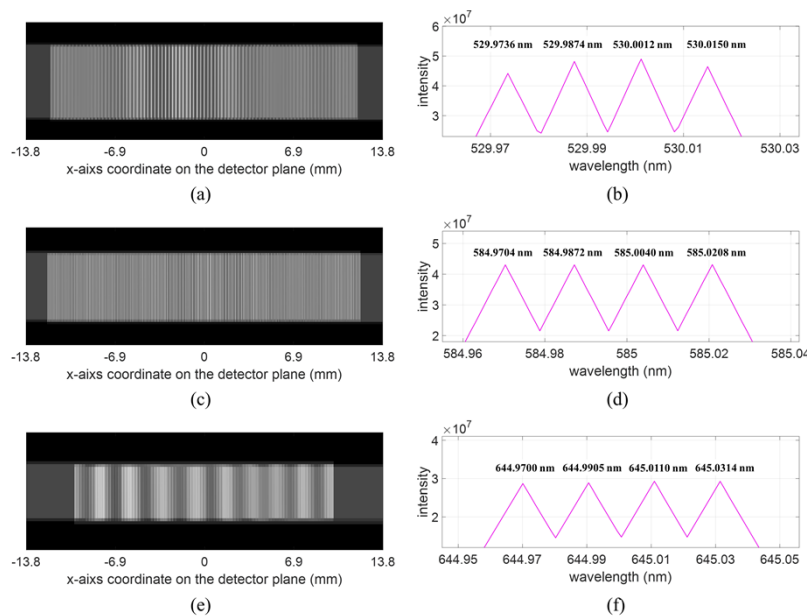 -13.8 -6.9 0 6.9 13.8
x-aixs coordinate on the detector plane (mm)
(a)
×10⁷
6
5
4
3
intensity
529.9736 nm 529.9874 nm 530.0012 nm 530.0150 nm
529.97 529.99 530.01 530.03
wavelength (nm)
(b)
-13.8 -6.9 0 6.9 13.8
x-aixs coordinate on the detector plane (mm)
(c)
×10⁷
5
4
3
2
intensity
584.9704 nm 584.9872 nm 585.0040 nm 585.0208 nm
584.96 584.98 585 585.02 585.04
wavelength (nm)
(d)
-13.8 -6.9 0 6.9 13.8
x-aixs coordinate on the detector plane (mm)
(e)
×10⁷
4
3
2
intensity
644.9700 nm 644.9905 nm 645.0110 nm 645.0314 nm
644.95 644.97 644.99 645.01 645.03 645.05
wavelength (nm)
(f)